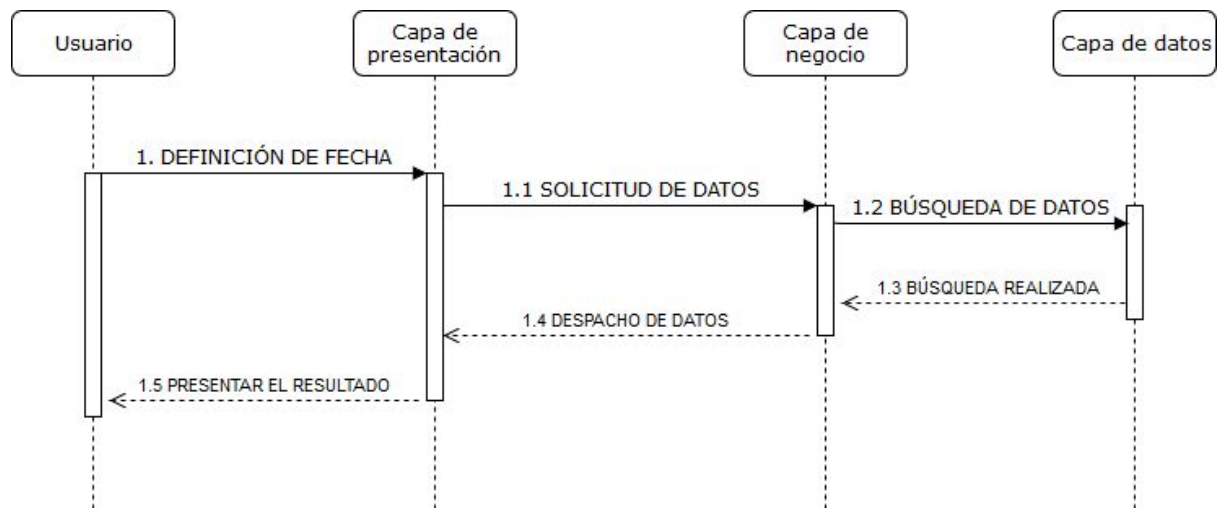 Usuario
Capa de
presentación
Capa de
negocio
Capa de datos
1. DEFINICIÓN DE FECHA
1.1 SOLICITUD DE DATOS
1.2 BÚSQUEDA DE DATOS
1.3 BÚSQUEDA REALIZADA
1.4 DESPACHO DE DATOS
1.5 PRESENTAR EL RESULTADO